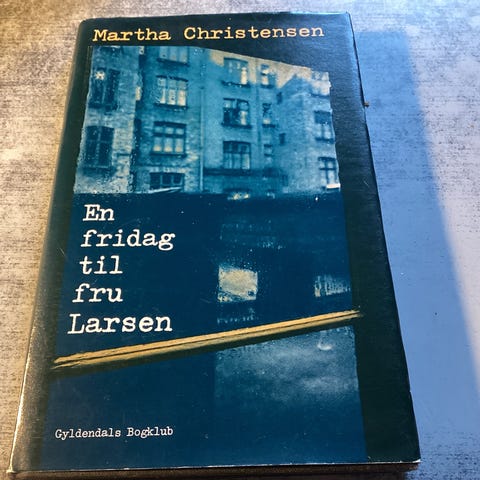 Martha Christensen
En
fridag
til
fru
Larsen
Gyldendals Bogklub